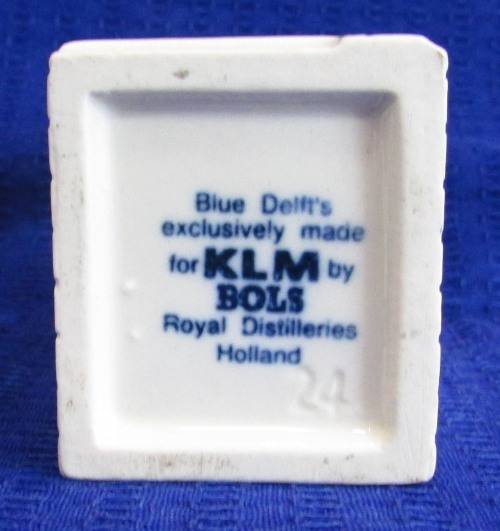 Blue Delft's
exclusively made
for KLM by
BOLS
Royal Distilleries
Holland
24